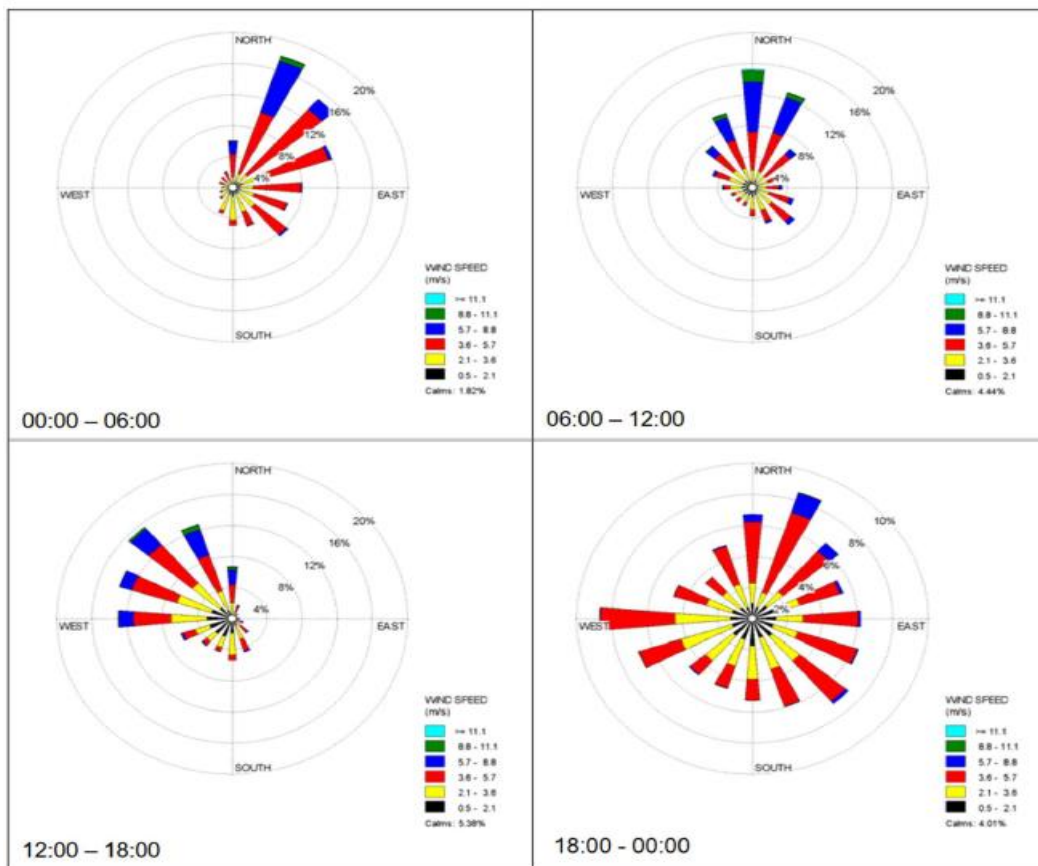 NORTH
20%
16%
12%
8%
4%
WEST
EAST
WIND SPEED
(m/s)
>= 11.1
8.8 - 11.1
5.7 - 8.8
3.6 - 5.7
2.1 - 3.6
0.5 - 2.1
SOUTH
Calms: 1.82%
00:00 – 06:00
NORTH
20%
16%
12%
8%
4%
WEST
EAST
WIND SPEED
(m/s)
>= 11.1
8.8 - 11.1
5.7 - 8.8
3.6 - 5.7
2.1 - 3.6
0.5 - 2.1
SOUTH
Calms: 4.44%
06:00 – 12:00
NORTH
20%
16%
12%
8%
4%
WEST
EAST
WIND SPEED
(m/s)
>= 11.1
8.8 - 11.1
5.7 - 8.8
3.6 - 5.7
2.1 - 3.6
0.5 - 2.1
SOUTH
Calms: 5.38%
12:00 – 18:00
NORTH
10%
8%
6%
4%
2%
WEST
EAST
WIND SPEED
(m/s)
>= 11.1
8.8 - 11.1
5.7 - 8.8
3.6 - 5.7
2.1 - 3.6
0.5 - 2.1
SOUTH
Calms: 4.01%
18:00 - 00:00